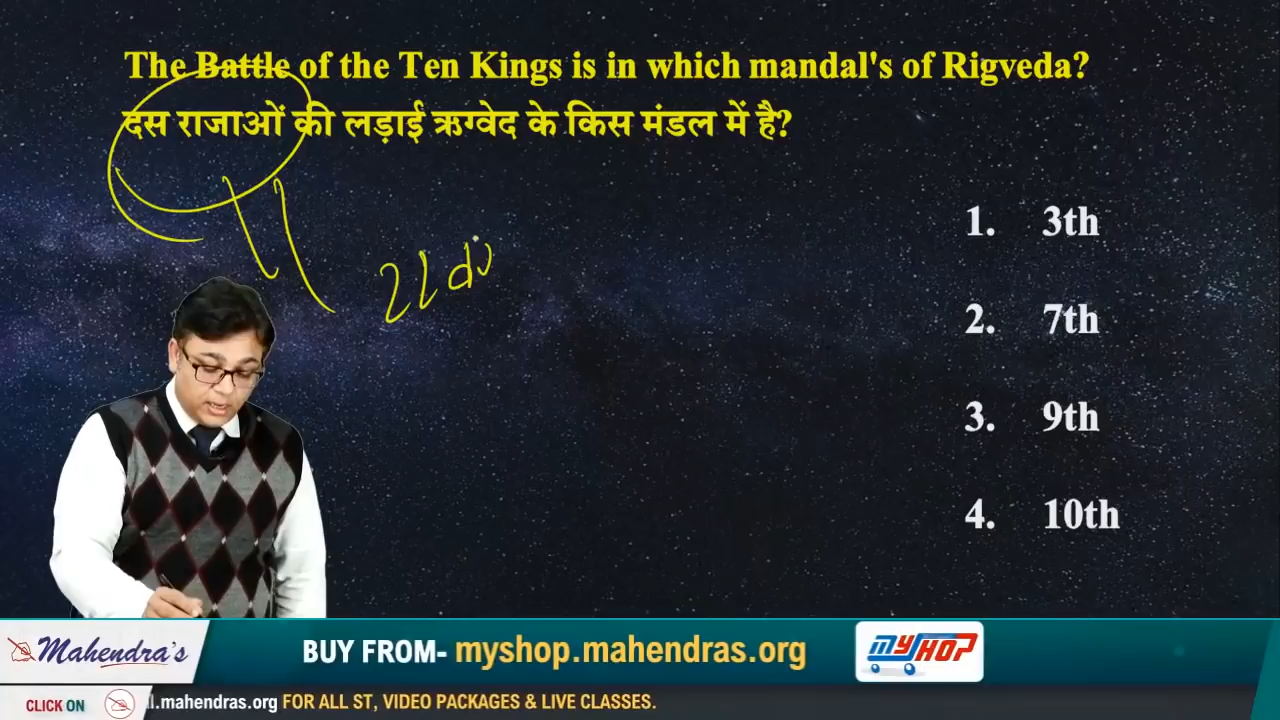 The Battle of the Ten Kings is in which mandal's of Rigveda?
दस राजाओं की लड़ाई ऋग्वेद के किस मंडल में है?
1. 3th
2. 7th
3. 9th
4. 10th
Mahendra's
BUY FROM- myshop.mahendras.org
MY SHOP
CLICK ON
.mahendras.org FOR ALL ST, VIDEO PACKAGES & LIVE CLASSES.